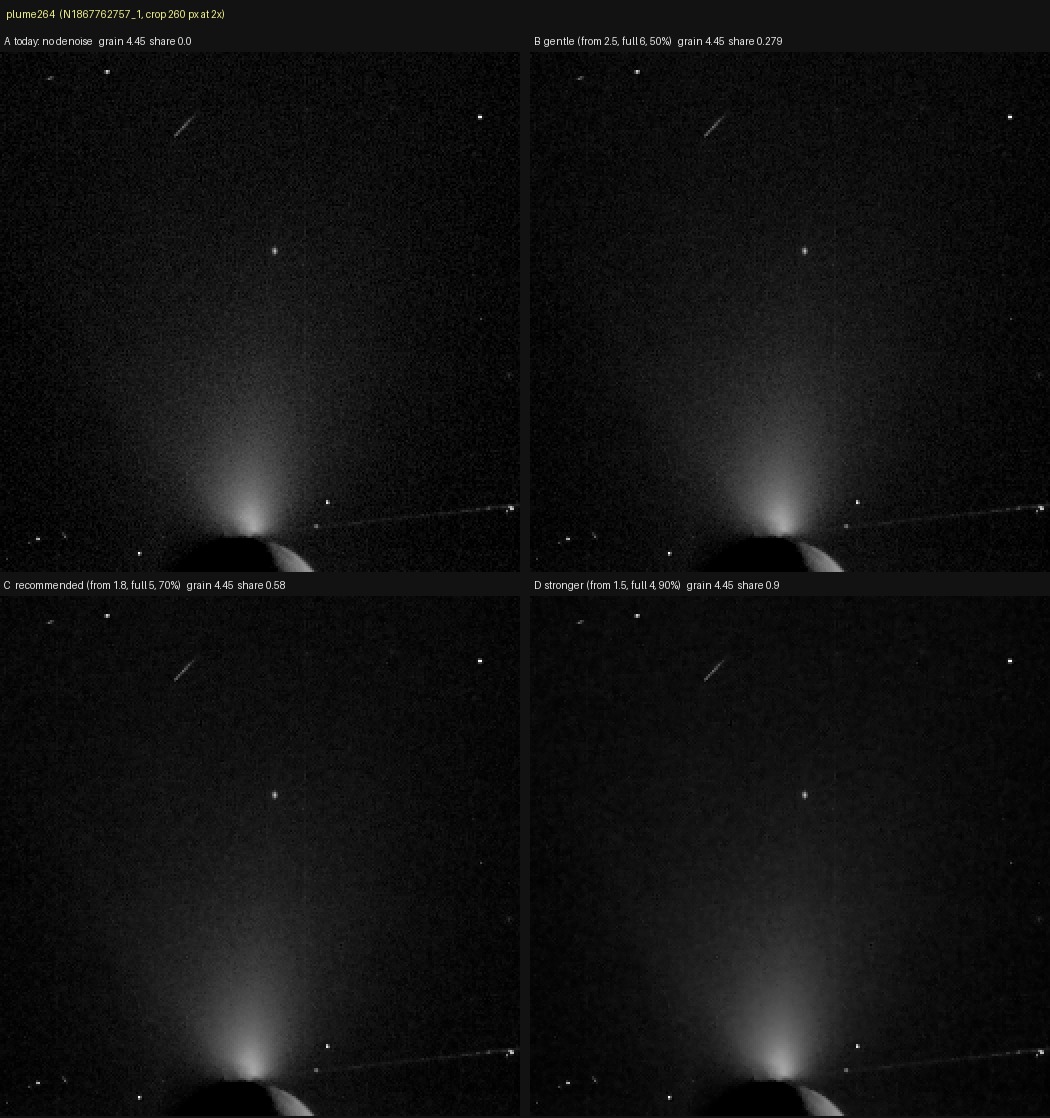 plume264 (N1867762757_1, crop 260 px at 2x)
A today: no denoise grain 4.45 share 0.0
B gentle (from 2.5, full 6, 50%) grain 4.45 share 0.279
C recommended (from 1.8, full 5, 70%) grain 4.45 share 0.58
D stronger (from 1.5, full 4, 90%) grain 4.45 share 0.9